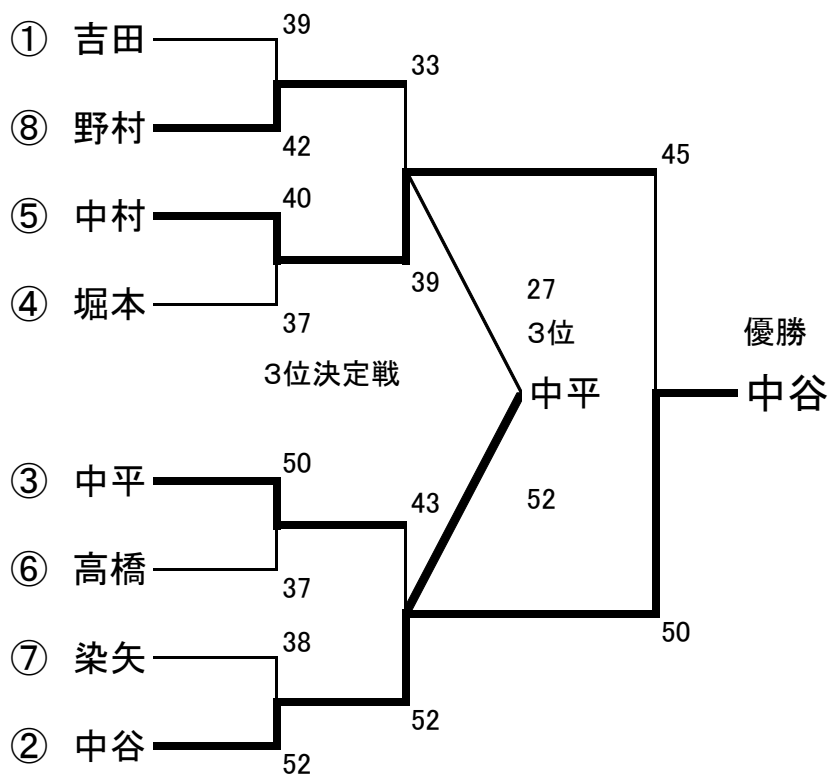 ① 吉田
39
33
⑧ 野村
42
45
⑤ 中村
40
39
④ 堀本
37
27
3位
優勝
3位決定戦
中平
中谷
③ 中平
50
43
52
⑥ 高橋
37
⑦ 染矢
38
50
52
② 中谷
52